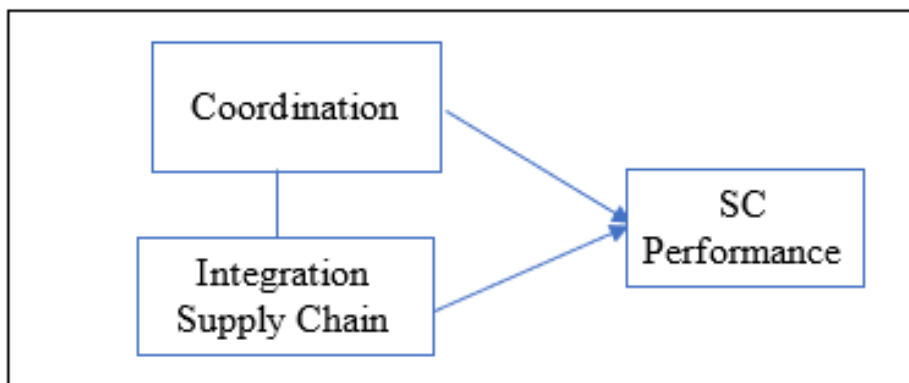 Coordination
SC
Performance
Integration
Supply Chain